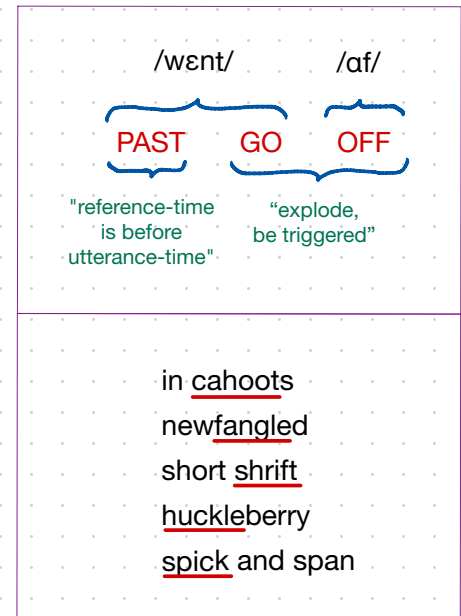 /wɛnt/ /ɑf/
PAST GO OFF
"reference-time
is before
utterance-time"
“explode,
be triggered”
in cahoots
newfangled
short shrift
huckleberry
spick and span